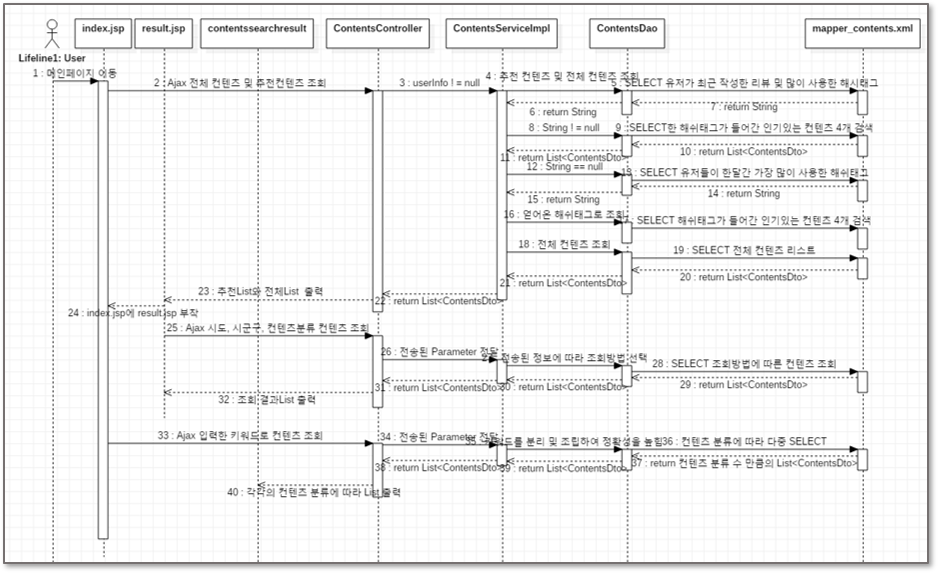 index.jsp
result.jsp
contentssearchresult
ContentsController
ContentsServiceImpl
ContentsDao
mapper_contents.xml
Lifeline1: User
1 : 메인페이지 이동
2 : Ajax 전체 컨텐츠 및 추천컨텐츠 조회
3 : userInfo ! = null
4 : 추천 컨텐츠 및 전체 컨텐츠 조회
5 : SELECT 유저가 최근 작성한 리뷰 및 많이 사용한 해시태그
6 : return String
7 : return String
8 : String ! = null
9 : SELECT한 해쉬태그가 들어간 인기있는 컨텐츠 4개 검색
10 : return List<ContentsDto>
11 : return List<ContentsDto>
12 : String == null
13 : SELECT 유저들이 한달간 가장 많이 사용한 해쉬태그
14 : return String
15 : return String
16 : 얻어온 해쉬태그로 조회
17 : SELECT 해쉬태그가 들어간 인기있는 컨텐츠 4개 검색
18 : 전체 컨텐츠 조회
19 : SELECT 전체 컨텐츠 리스트
20 : return List<ContentsDto>
21 : return List<ContentsDto>
22 : return List<ContentsDto>
23 : 추천List와 전체List 출력
24 : index.jsp에 result.jsp 부착
25 : Ajax 시도, 시군구, 컨텐츠분류 컨텐츠 조회
26 : 전송된 Parameter 전달
전송된 정보에 따라 조회방법 선택
28 : SELECT 조회방법에 따른 컨텐츠 조회
29 : return List<ContentsDto>
30 : return List<ContentsDto>
31 : return List<ContentsDto>
32 : 조회 결과List 출력
33 : Ajax 입력한 키워드로 컨텐츠 조회
34 : 전송된 Parameter 전달
35 : 키워드를 분리 및 조립하여 정확성을 높힘
36 : 컨텐츠 분류에 따라 다중 SELECT
37 : return 컨텐츠 분류 수 만큼의 List<ContentsDto>
38 : return List<ContentsDto>
39 : return List<ContentsDto>
40 : 각각의 컨텐츠 분류에 따라 List 출력